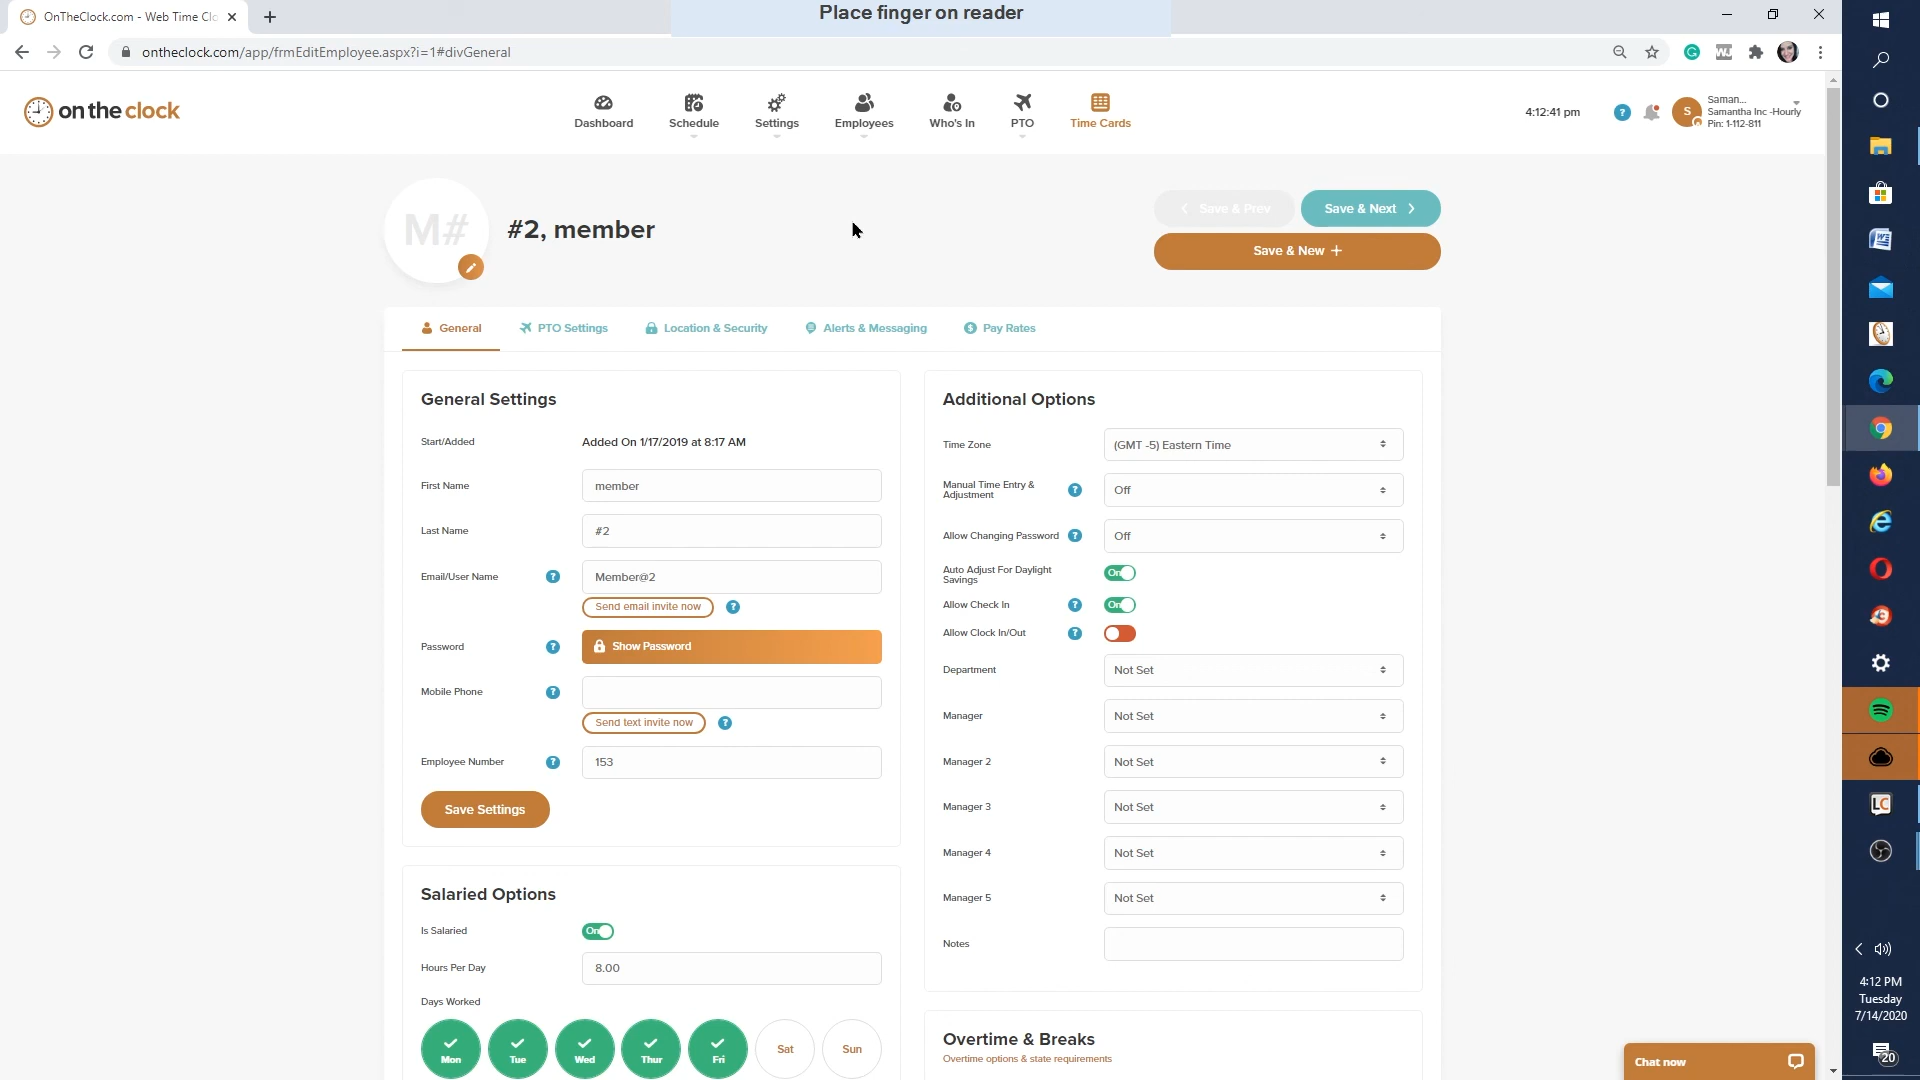 OnTheClock.com - Web Time Clo
Place finger on reader
ontheclock.com/app/frmEditEmployee.aspx?i=1#divGeneral
on the clock
Dashboard
Schedule
Settings
Employees
Who's In
PTO
Time Cards
4:12:41 pm
?
S
Saman...
Samantha Inc -Hourly
Pin: 1-112-811
M#
#2, member
Save & Prev
Save & Next
Save & New +
General
PTO Settings
Location & Security
Alerts & Messaging
Pay Rates
General Settings
Start/Added
Added On 1/17/2019 at 8:17 AM
First Name
member
Last Name
#2
Email/User Name
?
Member@2
Send email invite now
?
Password
?
Show Password
Mobile Phone
?
Send text invite now
?
Employee Number
?
153
Save Settings
Salaried Options
Is Salaried
On
Hours Per Day
8.00
Days Worked
Mon
Tue
Wed
Thur
Fri
Sat
Sun
Additional Options
Time Zone
(GMT -5) Eastern Time
Manual Time Entry &
Adjustment
?
Off
Allow Changing Password
?
Off
Auto Adjust For Daylight
Savings
On
Allow Check In
?
On
Allow Clock In/Out
?
Department
Not Set
Manager
Not Set
Manager 2
Not Set
Manager 3
Not Set
Manager 4
Not Set
Manager 5
Not Set
Notes
Overtime & Breaks
Overtime options & state requirements
Chat now
LC
4:12 PM
Tuesday
7/14/2020
20